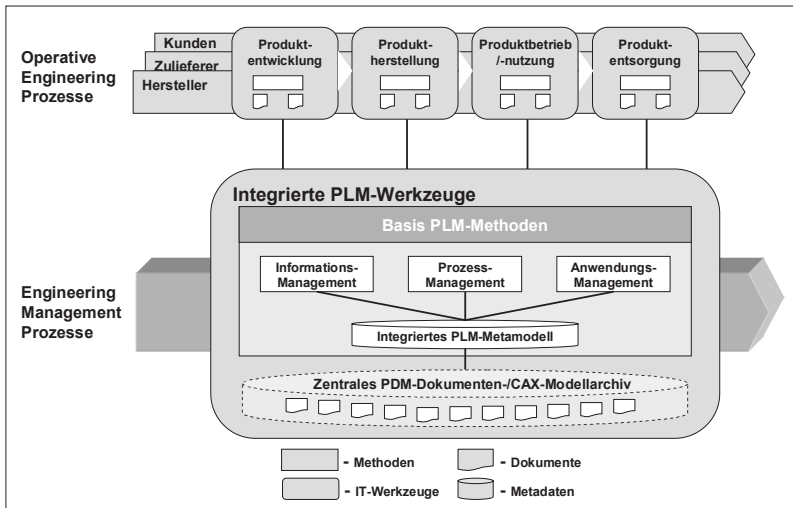 Operative
Engineering
Prozesse
Kunden
Zulieferer
Hersteller
Produkt-
entwicklung
Produkt-
herstellung
Produktbetrieb
/-nutzung
Produkt-
entsorgung
Integrierte PLM-Werkzeuge
Basis PLM-Methoden
Engineering
Management
Prozesse
Informations-
Management
Prozess-
Management
Anwendungs-
Management
Integriertes PLM-Metamodell
Zentrales PDM-Dokumenten-/CAX-Modellarchiv
- Methoden
- Dokumente
- IT-Werkzeuge
- Metadaten